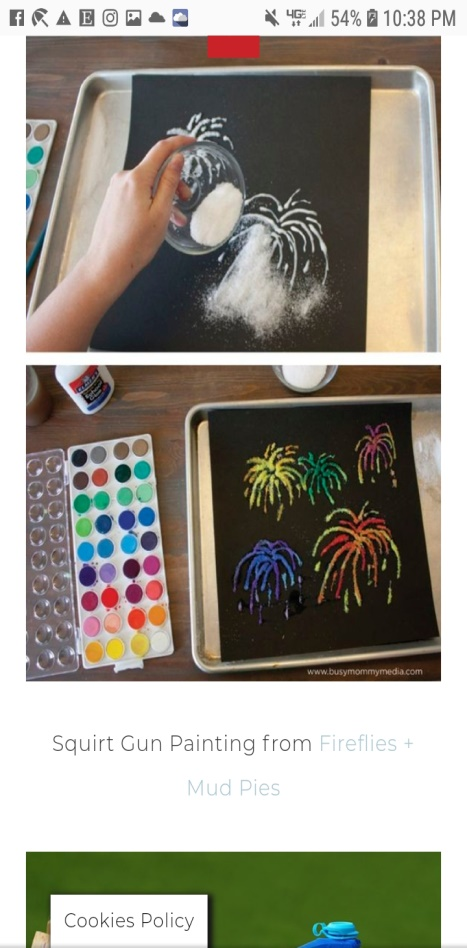 54% 10:38 PM
www.busymommymedia.com
Squirt Gun Painting from Fireflies +
Mud Pies
Cookies Policy